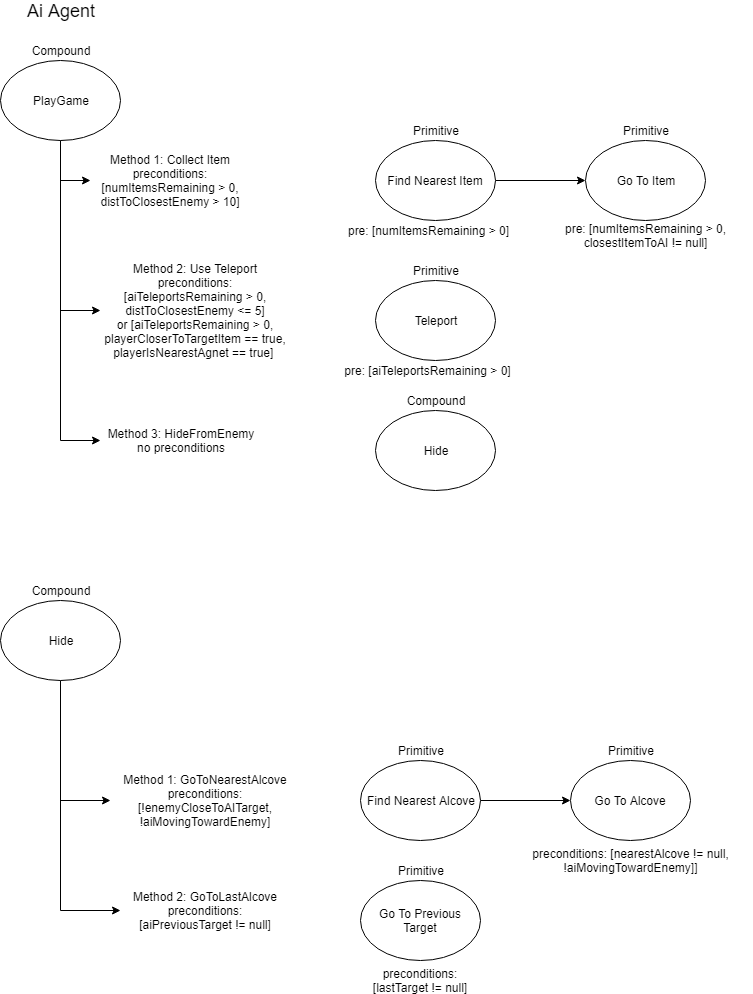 Ai Agent
Compound
PlayGame
Method 1: Collect Item
preconditions:
[numItemsRemaining > 0,
distToClosestEnemy > 10]
Primitive
Find Nearest Item
pre: [numItemsRemaining > 0]
Primitive
Go To Item
pre: [numItemsRemaining > 0,
closestItemToAI != null]
Method 2: Use Teleport
preconditions:
[aiTeleportsRemaining > 0,
distToClosestEnemy <= 5]
or [aiTeleportsRemaining > 0,
playerCloserToTargetItem == true,
playerIsNearestAgnet == true]
Primitive
Teleport
pre: [aiTeleportsRemaining > 0]
Method 3: HideFromEnemy
no preconditions
Compound
Hide
Compound
Hide
Method 1: GoToNearestAlcove
preconditions:
[!enemyCloseToAITarget,
!aiMovingTowardEnemy]
Primitive
Find Nearest Alcove
Primitive
Go To Alcove
preconditions: [nearestAlcove != null,
!aiMovingTowardEnemy]]
Method 2: GoToLastAlcove
preconditions:
[aiPreviousTarget != null]
Primitive
Go To Previous
Target
preconditions:
[lastTarget != null]